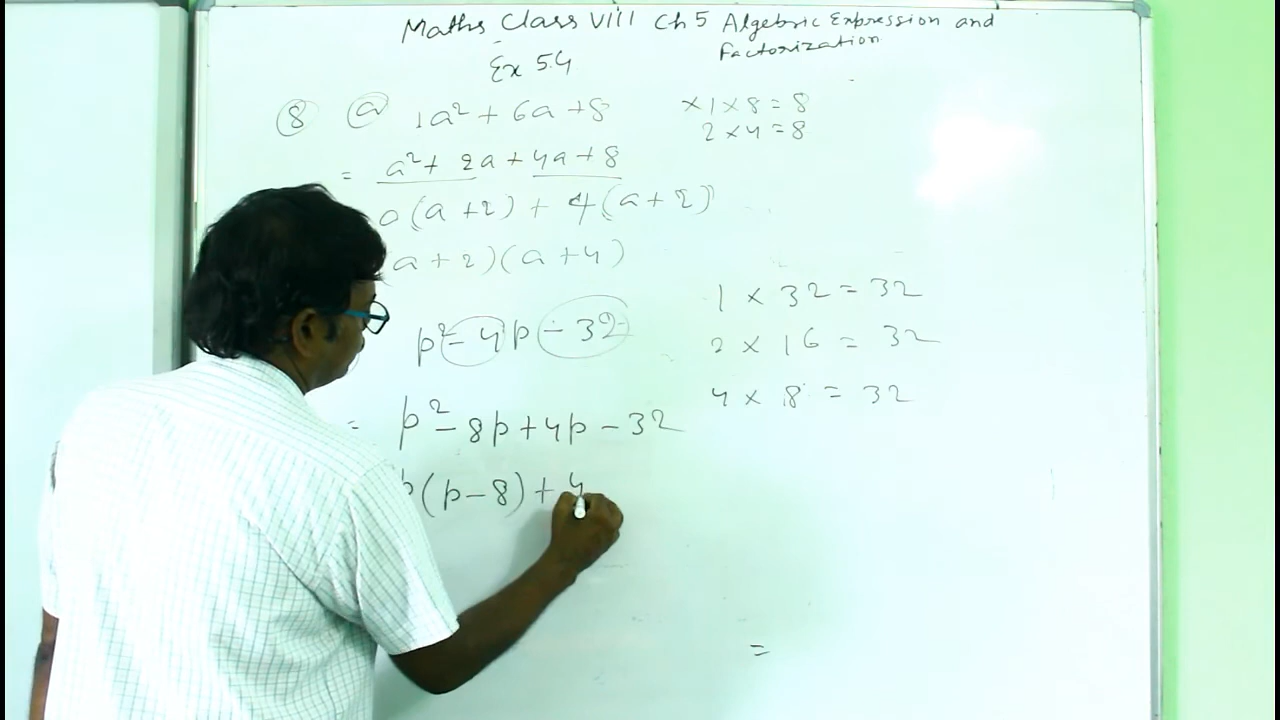 Maths Class VIII Ch 5 Algebric Expression and
Factorization
Ex 5.4
8 a 1a² + 6a + 8
× 1 × 8 = 8
2 × 4 = 8
= a² + 2a + 4a + 8
a(a + 2) + 4(a + 2)
a + 2)(a + 4)
p² - 4p - 32
1 × 32 = 32
2 × 16 = 32
4 × 8 = 32
= p² - 8p + 4p - 32
p(p - 8) + 4
=